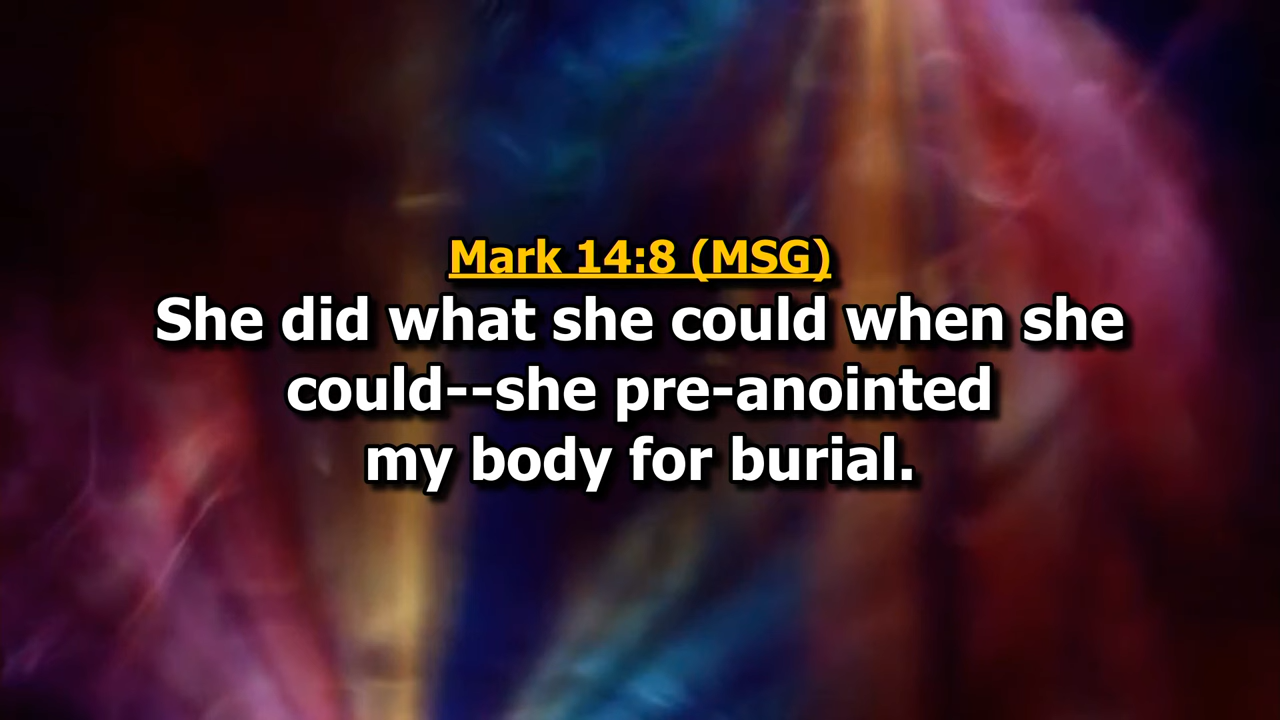 Mark 14:8 (MSG)
She did what she could when she
could--she pre-anointed
my body for burial.